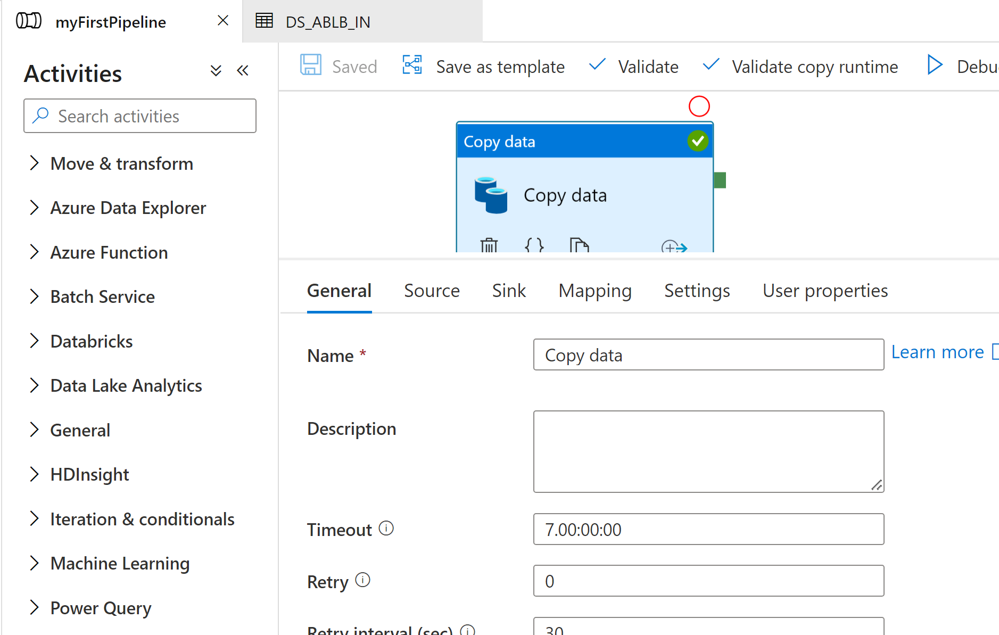 myFirstPipeline
DS_ABLB_IN
Activities
Search activities
Move & transform
Azure Data Explorer
Azure Function
Batch Service
Databricks
Data Lake Analytics
General
HDInsight
Iteration & conditionals
Machine Learning
Power Query
Saved Save as template Validate Validate copy runtime Debu
Copy data
Copy data
General Source Sink Mapping Settings User properties
Name * Copy data Learn more
Description
Timeout 7.00:00:00
Retry 0
Retry interval (sec) 30